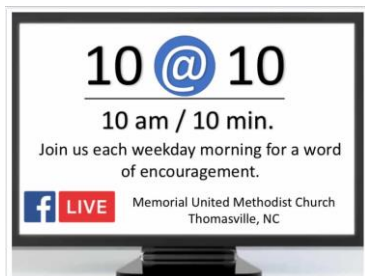 10 @ 10
10 am / 10 min.
Join us each weekday morning for a word
of encouragement.
f LIVE
Memorial United Methodist Church
Thomasville, NC